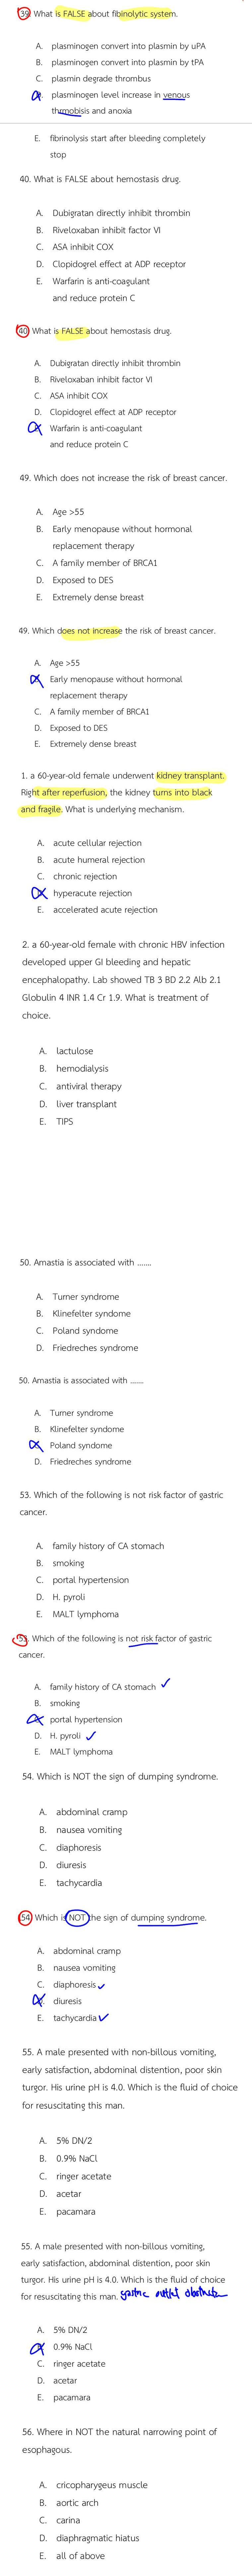 39. What is FALSE about fibinolytic system.
A. plasminogen convert into plasmin by uPA
B. plasminogen convert into plasmin by tPA
C. plasmin degrade thrombus
plasminogen level increase in venous
thrmobisis and anoxia
E. fibrinolysis start after bleeding completely
stop
40. What is FALSE about hemostasis drug.
A. Dubigratan directly inhibit thrombin
B. Riveloxaban inhibit factor VI
C. ASA inhibit COX
D. Clopidogrel effect at ADP receptor
E. Warfarin is anti-coagulant
and reduce protein C
40. What is FALSE about hemostasis drug.
A. Dubigratan directly inhibit thrombin
B. Riveloxaban inhibit factor VI
C. ASA inhibit COX
D. Clopidogrel effect at ADP receptor
Warfarin is anti-coagulant
and reduce protein C
49. Which does not increase the risk of breast cancer.
A. Age >55
B. Early menopause without hormonal
replacement therapy
C. A family member of BRCA1
D. Exposed to DES
E. Extremely dense breast
49. Which does not increase the risk of breast cancer.
A. Age >55
Early menopause without hormonal
replacement therapy
C. A family member of BRCA1
D. Exposed to DES
E. Extremely dense breast
1. a 60-year-old female underwent kidney transplant.
Right after reperfusion, the kidney turns into black
and fragile. What is underlying mechanism.
A. acute cellular rejection
B. acute humeral rejection
C. chronic rejection
hyperacute rejection
E. accelerated acute rejection
2. a 60-year-old female with chronic HBV infection
developed upper GI bleeding and hepatic
encephalopathy. Lab showed TB 3 BD 2.2 Alb 2.1
Globulin 4 INR 1.4 Cr 1.9. What is treatment of
choice.
A. lactulose
B. hemodialysis
C. antiviral therapy
D. liver transplant
E. TIPS
50. Amastia is associated with .......
A. Turner syndrome
B. Klinefelter syndome
C. Poland syndome
D. Friedreches syndrome
50. Amastia is associated with .......
A. Turner syndrome
B. Klinefelter syndome
Poland syndome
D. Friedreches syndrome
53. Which of the following is not risk factor of gastric
cancer.
A. family history of CA stomach
B. smoking
C. portal hypertension
D. H. pyroli
E. MALT lymphoma
53. Which of the following is not risk factor of gastric
cancer.
A. family history of CA stomach
B. smoking
portal hypertension
D. H. pyroli
E. MALT lymphoma
54. Which is NOT the sign of dumping syndrome.
A. abdominal cramp
B. nausea vomiting
C. diaphoresis
D. diuresis
E. tachycardia
54. Which is NOT the sign of dumping syndrome.
A. abdominal cramp
B. nausea vomiting
C. diaphoresis
diuresis
E. tachycardia
55. A male presented with non-billous vomiting,
early satisfaction, abdominal distention, poor skin
turgor. His urine pH is 4.0. Which is the fluid of choice
for resuscitating this man.
A. 5% DN/2
B. 0.9% NaCl
C. ringer acetate
D. acetar
E. pacamara
55. A male presented with non-billous vomiting,
early satisfaction, abdominal distention, poor skin
turgor. His urine pH is 4.0. Which is the fluid of choice
for resuscitating this man. gastric outlet obstruction
A. 5% DN/2
0.9% NaCl
C. ringer acetate
D. acetar
E. pacamara
56. Where in NOT the natural narrowing point of
esophagous.
A. cricopharygeus muscle
B. aortic arch
C. carina
D. diaphragmatic hiatus
E. all of above